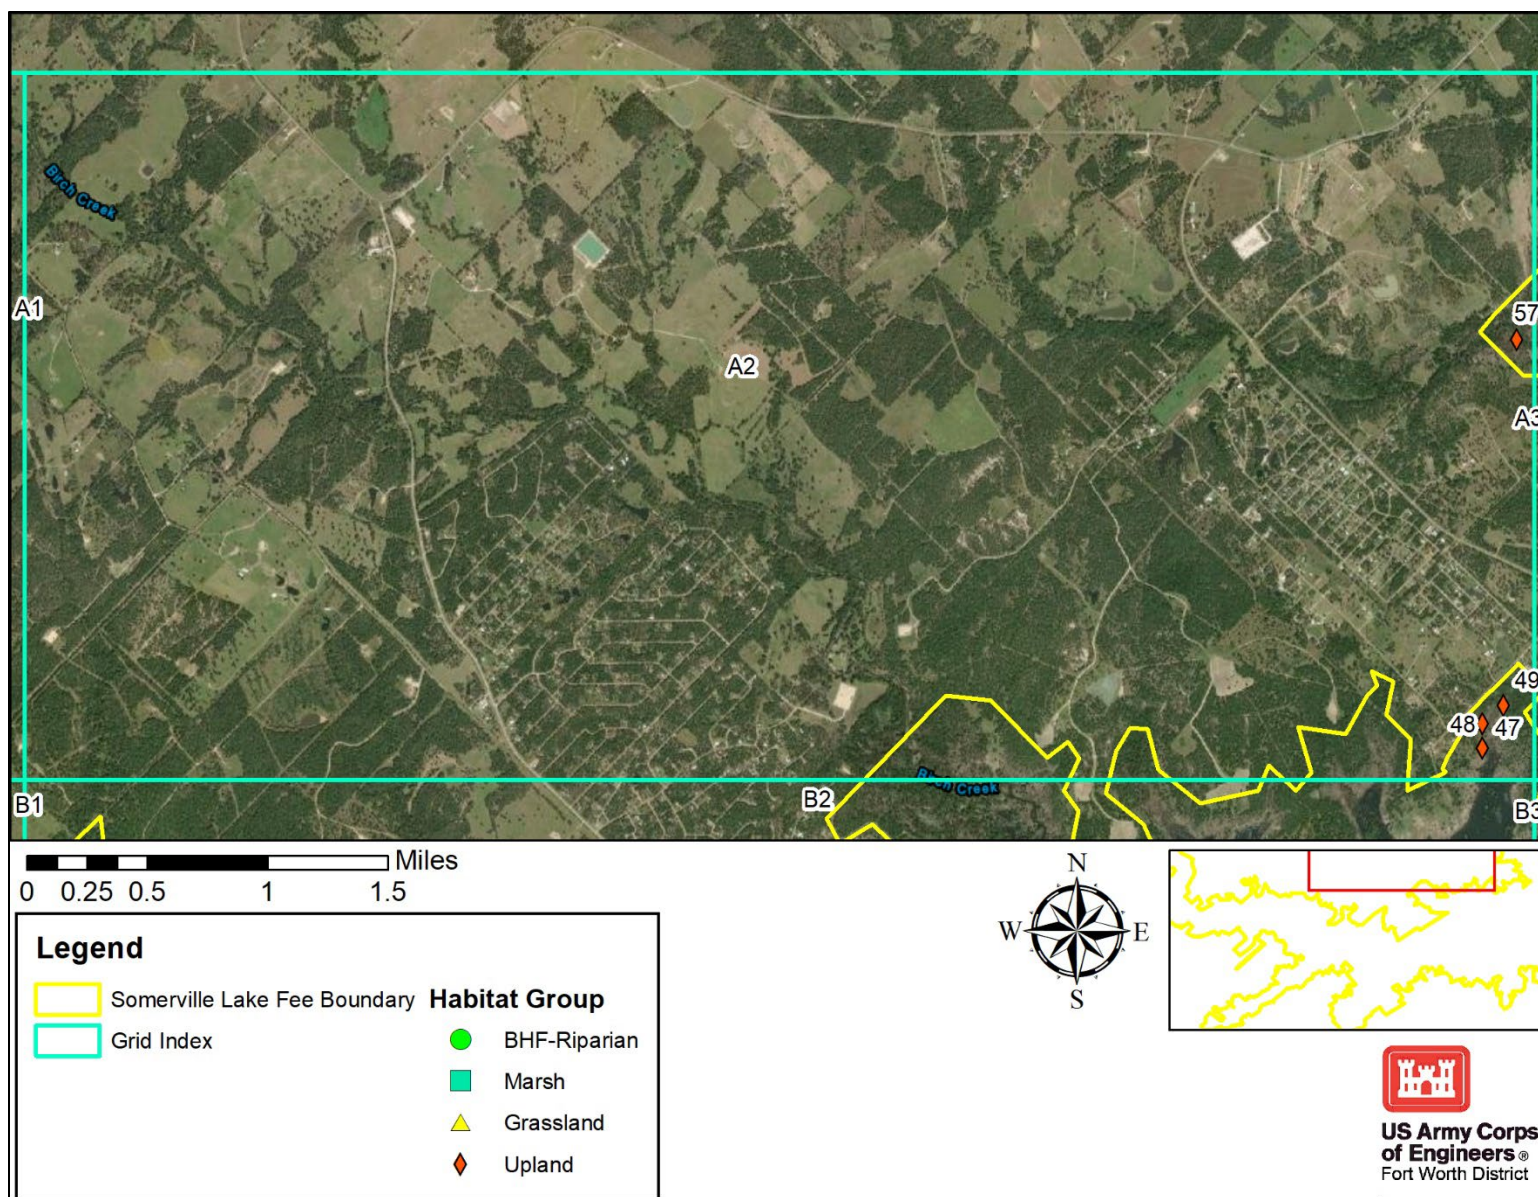 Birch Creek
A1
A2
57
A3
49
48
47
Birch Creek
B1
B2
B3
Miles
0 0.25 0.5 1 1.5
N
W E
S
Legend
Somerville Lake Fee Boundary
Grid Index
Habitat Group
BHF-Riparian
Marsh
Grassland
Upland
US Army Corps
of Engineers ®
Fort Worth District